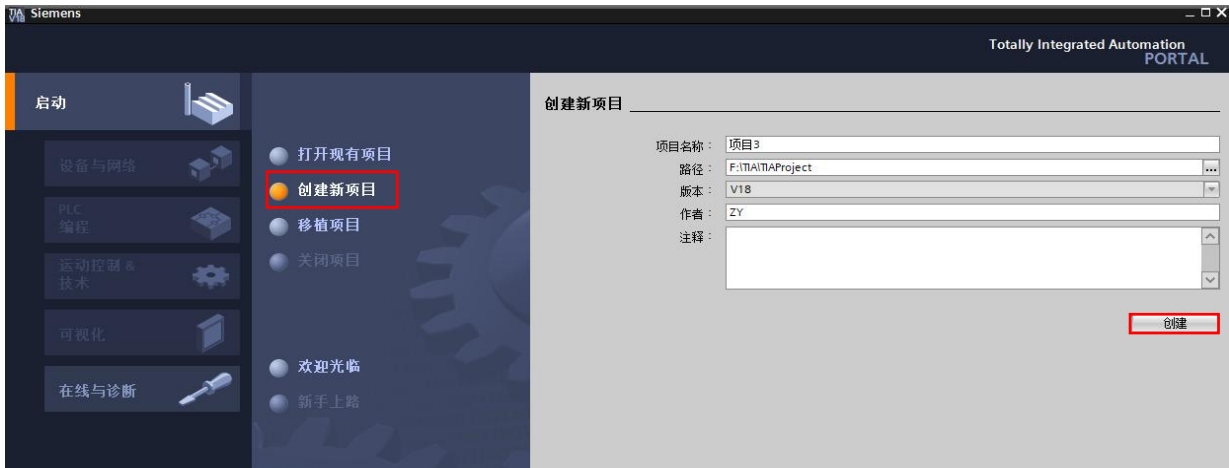 Siemens
Totally Integrated Automation
PORTAL
启动
设备与网络
PLC
编程
运动控制 &
技术
可视化
在线与诊断
打开现有项目
创建新项目
移植项目
关闭项目
欢迎光临
新手上路
创建新项目
项目名称: 项目3
路径: F:\TIA\TIAProject
...
版本: V18
作者: ZY
注释:
创建